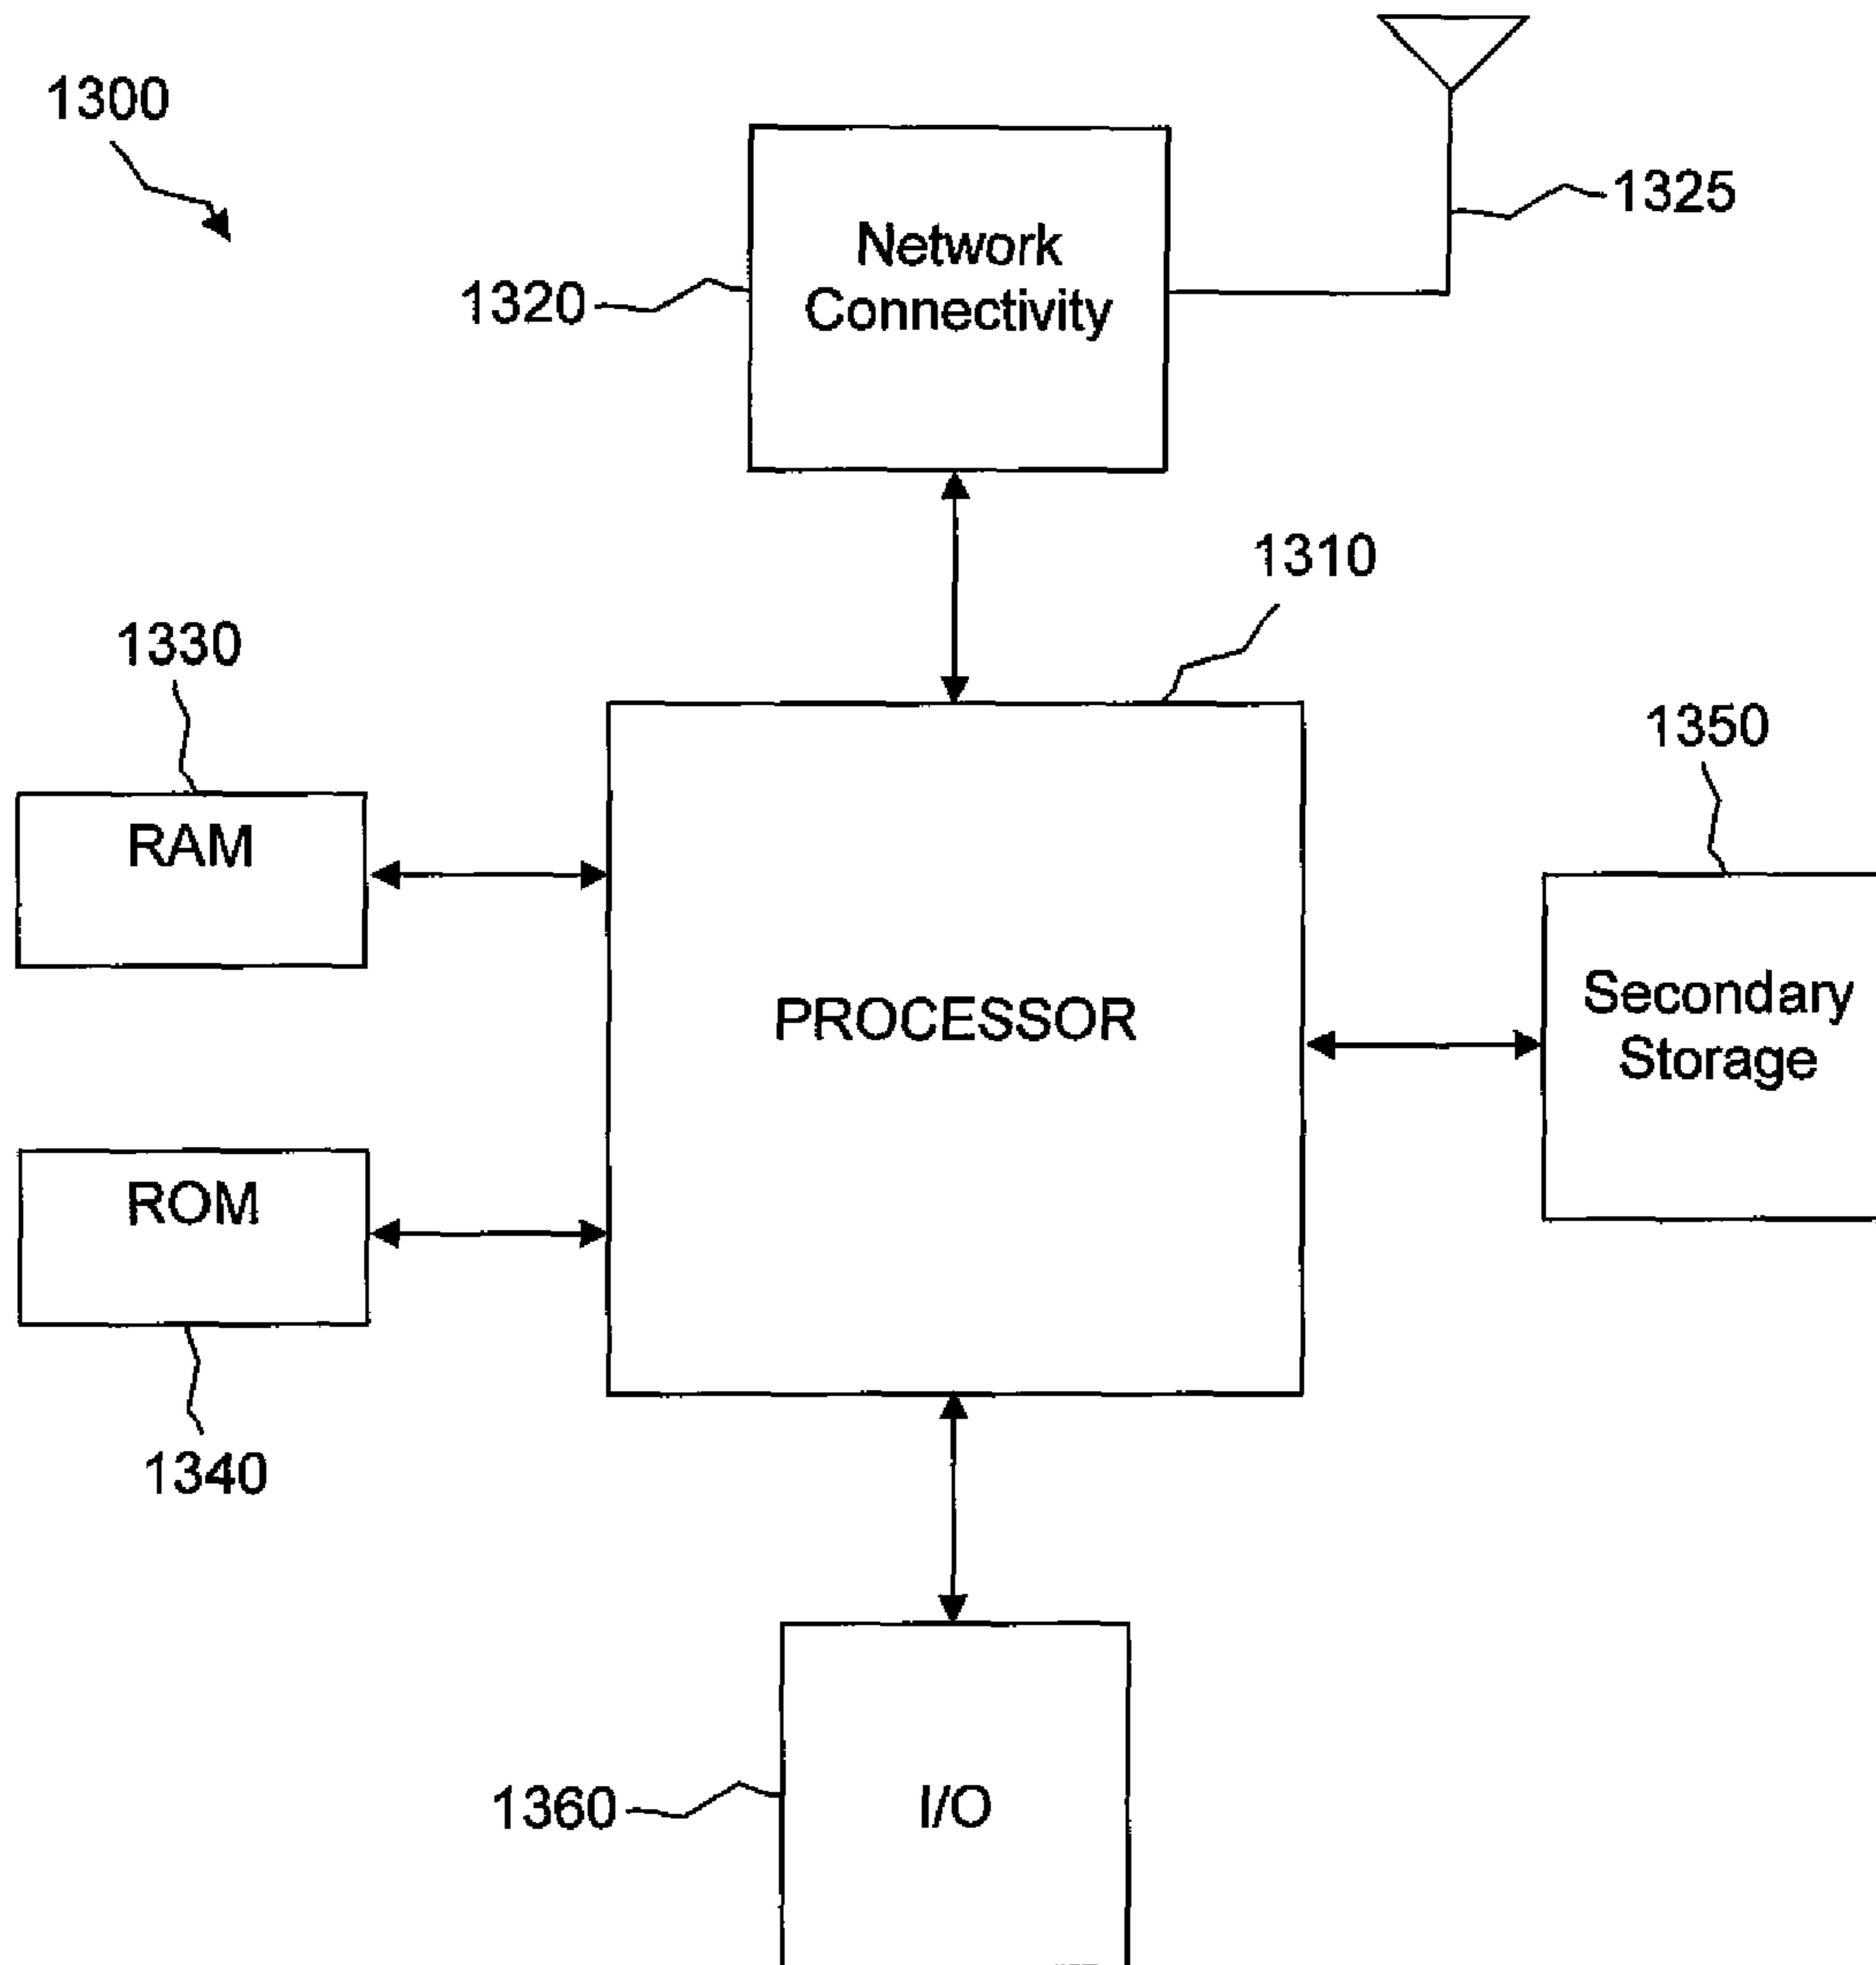 1300
1325
Network
Connectivity
1320
1310
1330
1350
RAM
PROCESSOR
Secondary
Storage
ROM
1340
1360
I/O